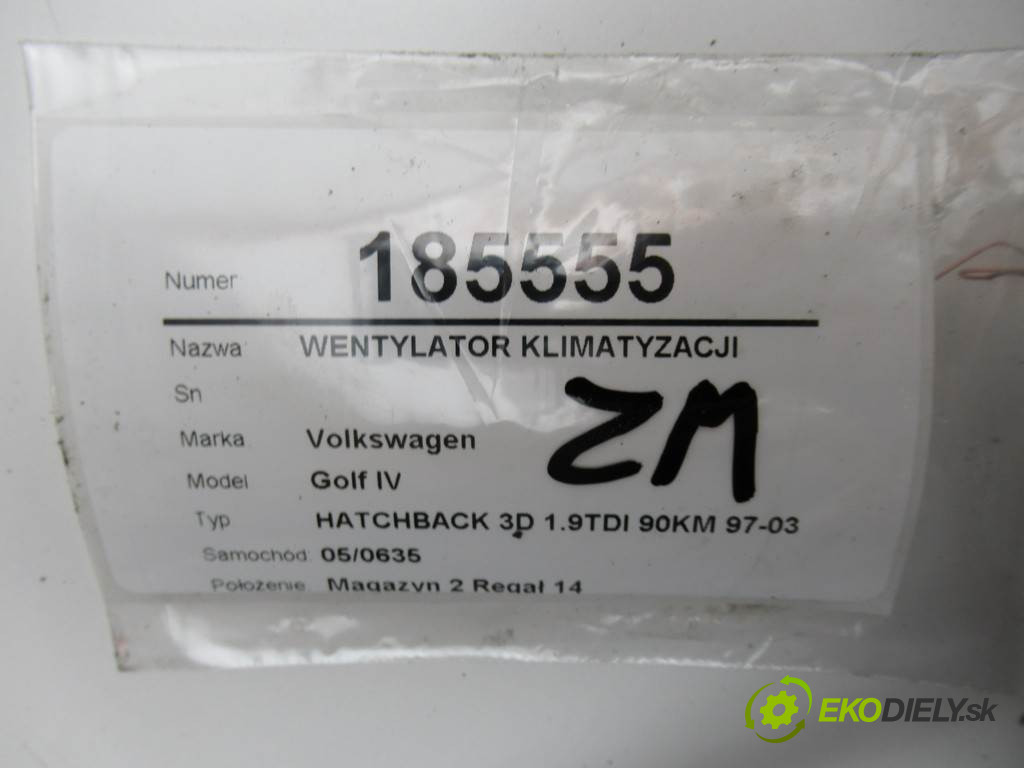 Numer 185555
Nazwa WENTYLATOR KLIMATYZACJI
Sn
ZM
Marka Volkswagen
Model Golf IV
Typ HATCHBACK 3D 1.9TDI 90KM 97-03
Samochód: 05/0635
Położenie: Magazyn 2 Regał 14
EKODIELY.sk